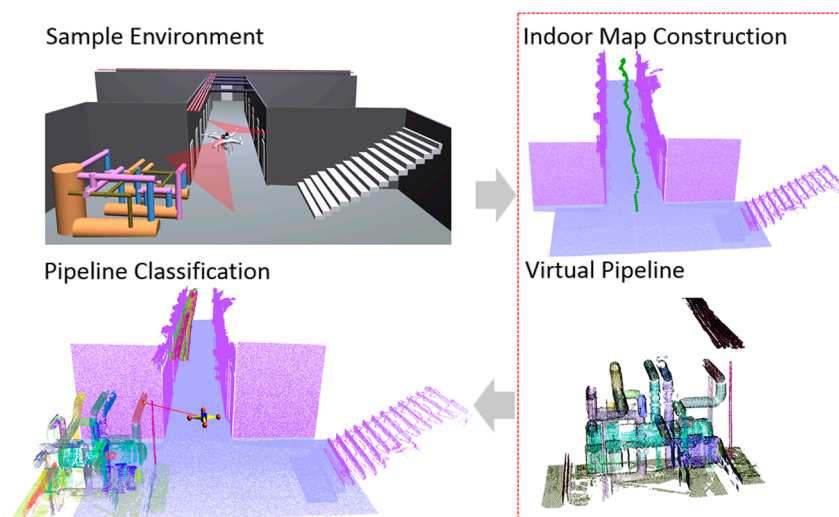 Sample Environment
Indoor Map Construction
Pipeline Classification
Virtual Pipeline